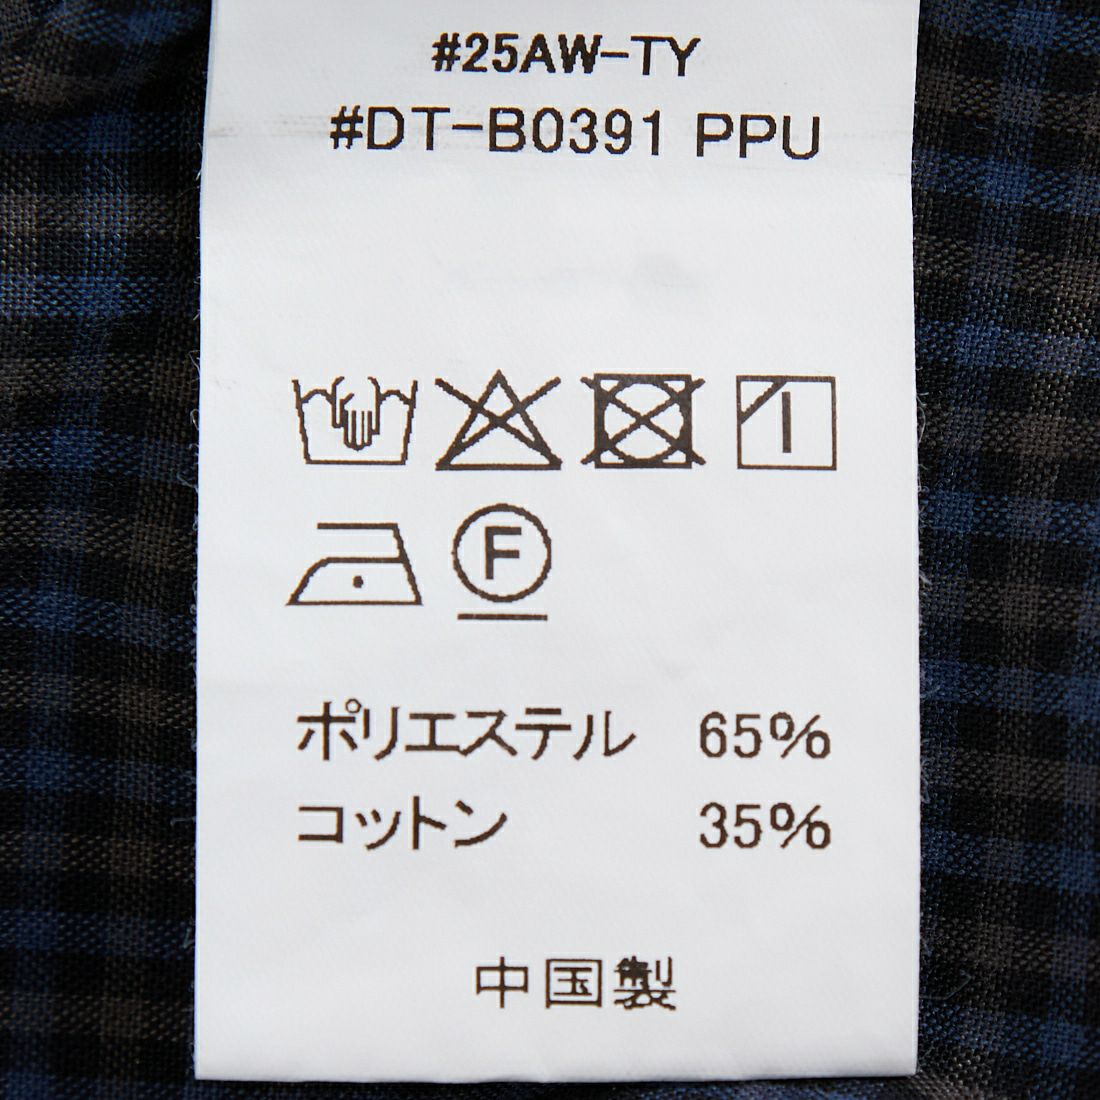 #25AW-TY
#DT-B0391 PPU
F
ポリエステル 65%
コットン 35%
中国製